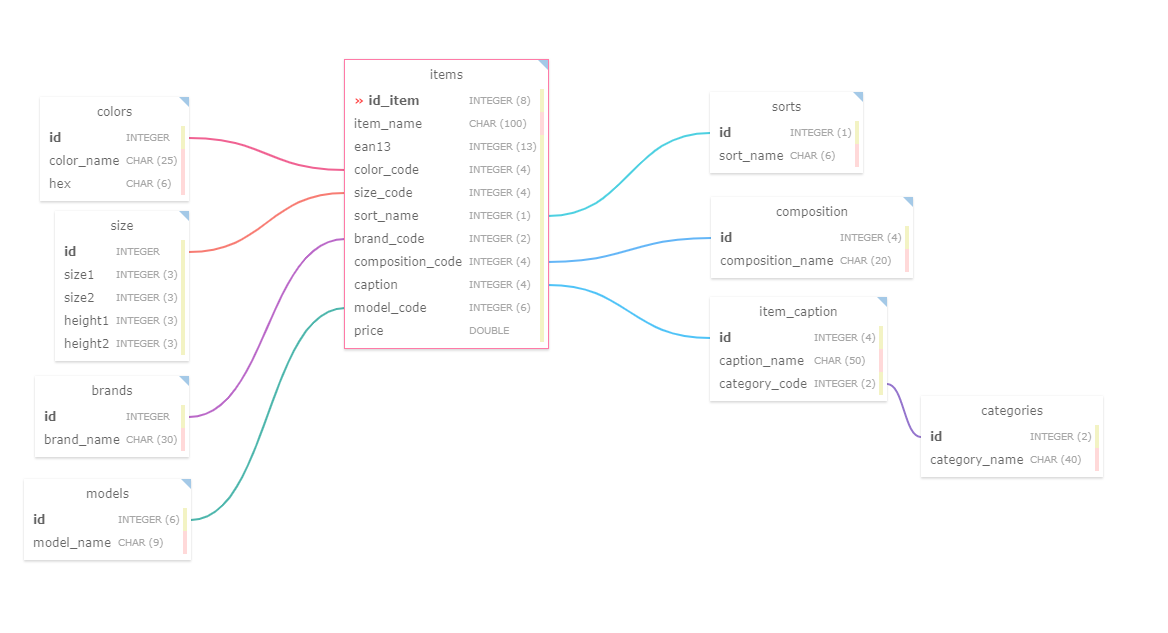 items
» id_item INTEGER (8)
item_name CHAR (100)
ean13 INTEGER (13)
color_code INTEGER (4)
size_code INTEGER (4)
sort_name INTEGER (1)
brand_code INTEGER (2)
composition_code INTEGER (4)
caption INTEGER (4)
model_code INTEGER (6)
price DOUBLE
colors
id INTEGER
color_name CHAR (25)
hex CHAR (6)
size
id INTEGER
size1 INTEGER (3)
size2 INTEGER (3)
height1 INTEGER (3)
height2 INTEGER (3)
brands
id INTEGER
brand_name CHAR (30)
models
id INTEGER (6)
model_name CHAR (9)
sorts
id INTEGER (1)
sort_name CHAR (6)
composition
id INTEGER (4)
composition_name CHAR (20)
item_caption
id INTEGER (4)
caption_name CHAR (50)
category_code INTEGER (2)
categories
id INTEGER (2)
category_name CHAR (40)